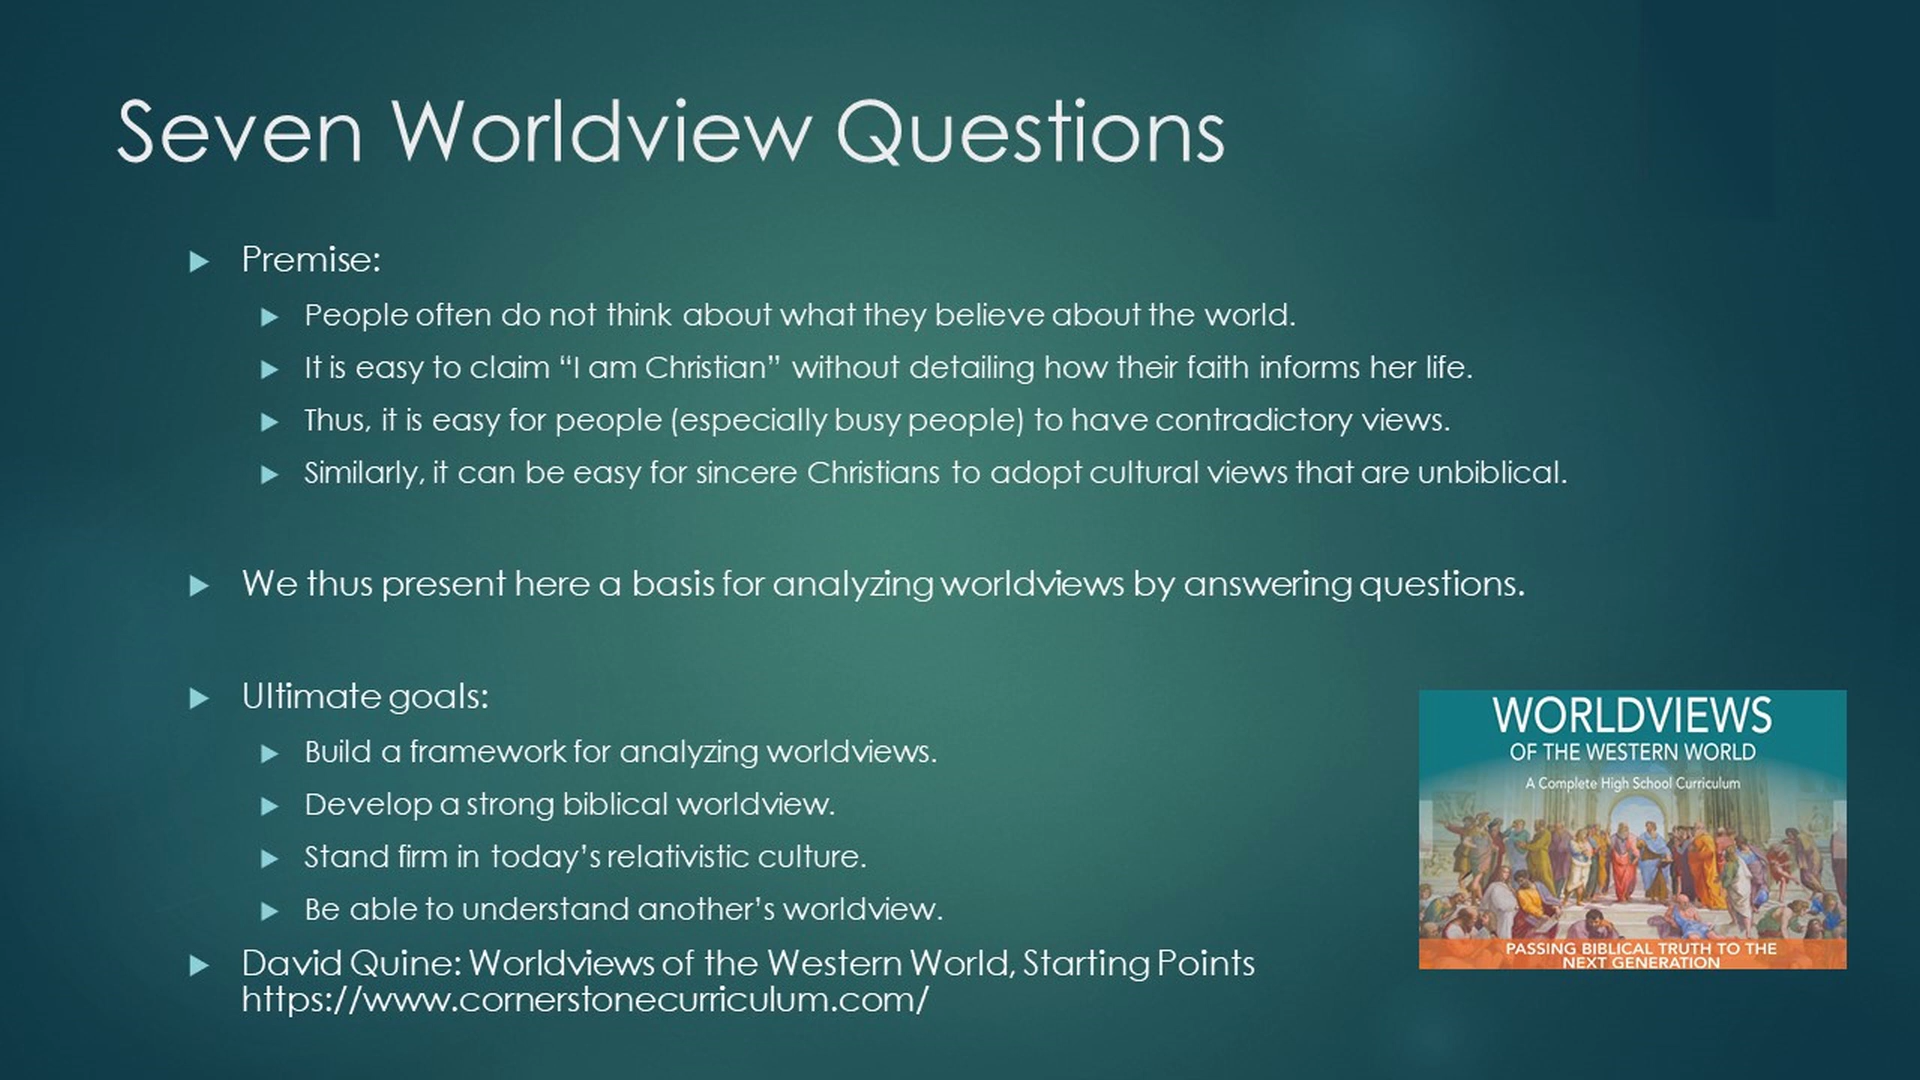 Seven Worldview Questions
Premise:
People often do not think about what they believe about the world.
It is easy to claim “I am Christian” without detailing how their faith informs her life.
Thus, it is easy for people (especially busy people) to have contradictory views.
Similarly, it can be easy for sincere Christians to adopt cultural views that are unbiblical.
We thus present here a basis for analyzing worldviews by answering questions.
Ultimate goals:
Build a framework for analyzing worldviews.
Develop a strong biblical worldview.
Stand firm in today’s relativistic culture.
Be able to understand another’s worldview.
David Quine: Worldviews of the Western World, Starting Points
https://www.cornerstonecurriculum.com/
WORLDVIEWS
OF THE WESTERN WORLD
A Complete High School Curriculum
PASSING BIBLICAL TRUTH TO THE
NEXT GENERATION